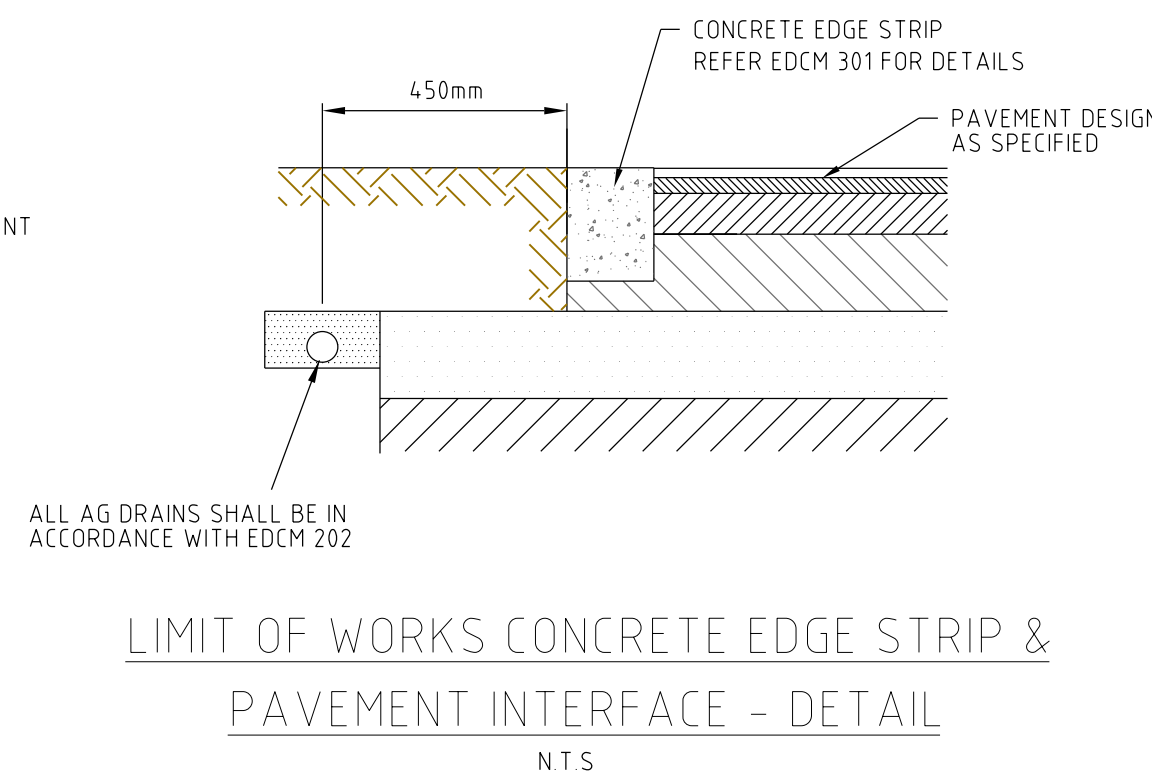 CONCRETE EDGE STRIP
REFER EDCM 301 FOR DETAILS
450mm
PAVEMENT DESIGN
AS SPECIFIED
NT
ALL AG DRAINS SHALL BE IN
ACCORDANCE WITH EDCM 202
LIMIT OF WORKS CONCRETE EDGE STRIP &
PAVEMENT INTERFACE - DETAIL
N.T.S